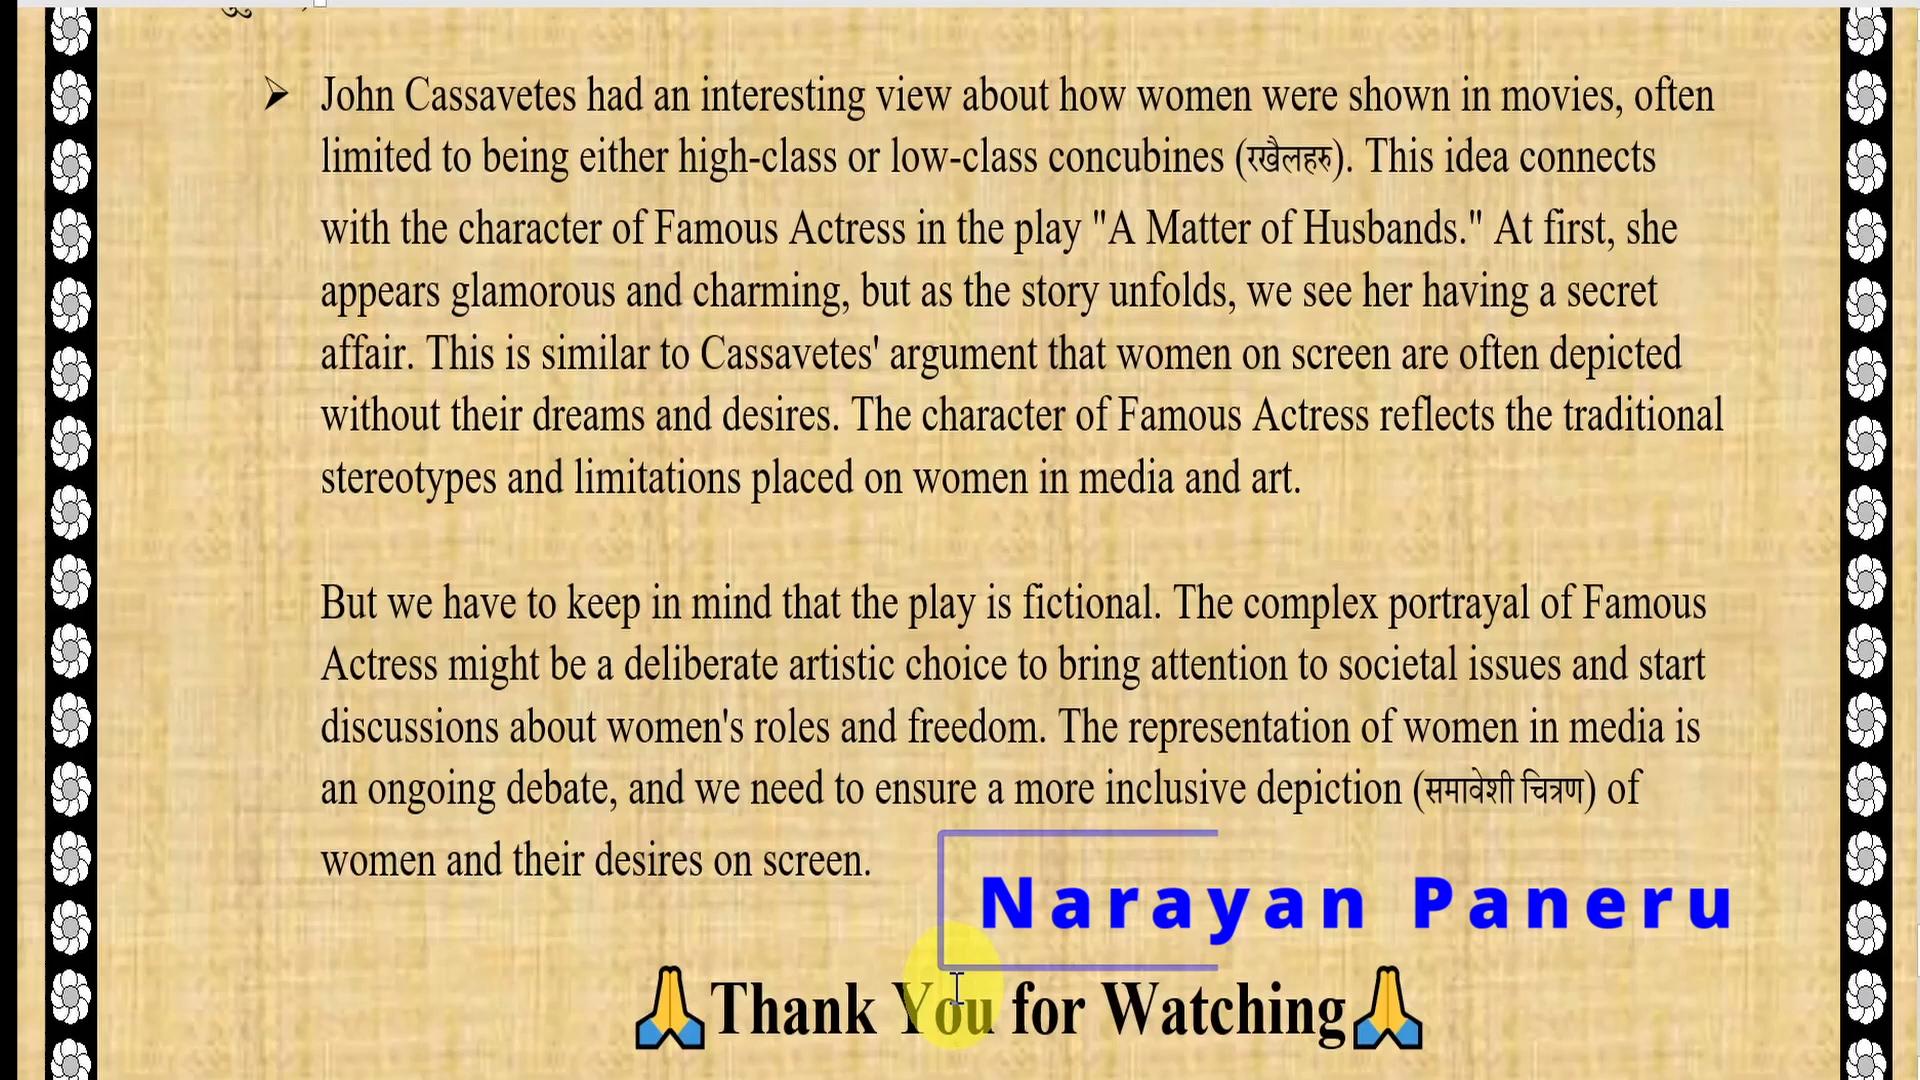 ➢ John Cassavetes had an interesting view about how women were shown in movies, often
limited to being either high-class or low-class concubines (रखैलहरु). This idea connects
with the character of Famous Actress in the play "A Matter of Husbands." At first, she
appears glamorous and charming, but as the story unfolds, we see her having a secret
affair. This is similar to Cassavetes' argument that women on screen are often depicted
without their dreams and desires. The character of Famous Actress reflects the traditional
stereotypes and limitations placed on women in media and art.
But we have to keep in mind that the play is fictional. The complex portrayal of Famous
Actress might be a deliberate artistic choice to bring attention to societal issues and start
discussions about women's roles and freedom. The representation of women in media is
an ongoing debate, and we need to ensure a more inclusive depiction (समावेशी चित्रण) of
women and their desires on screen.
Narayan Paneru
🙏Thank You for Watching🙏